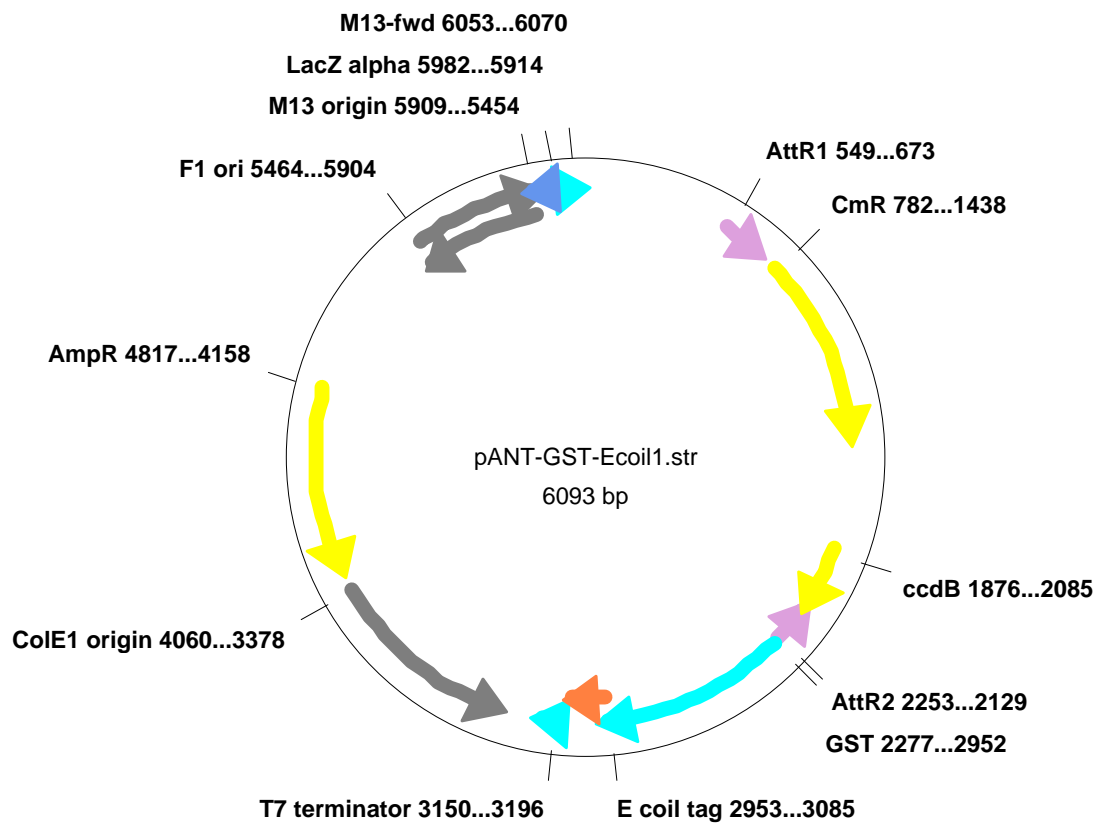 M13-fwd 6053...6070
LacZ alpha 5982...5914
M13 origin 5909...5454
F1 ori 5464...5904
AttR1 549...673
CmR 782...1438
AmpR 4817...4158
pANT-GST-Ecoil1.str
6093 bp
ccdB 1876...2085
ColE1 origin 4060...3378
AttR2 2253...2129
GST 2277...2952
T7 terminator 3150...3196
E coil tag 2953...3085